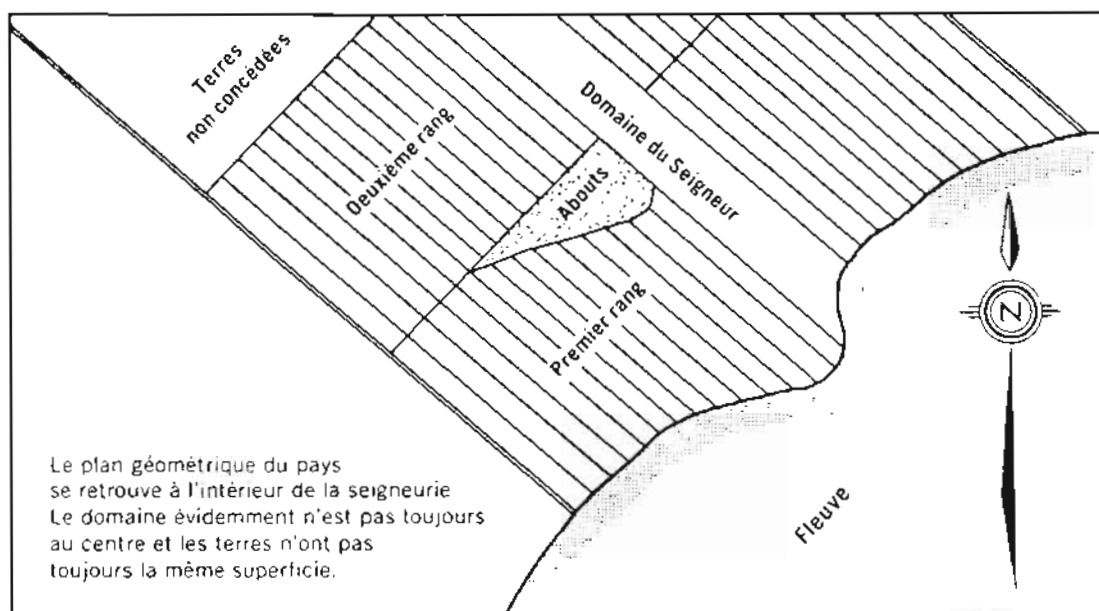 Terres
non concédées
Deuxième rang
Domaine du Seigneur
Abouts
Premier rang
N
Fleuve
Le plan géométrique du pays
se retrouve à l'intérieur de la seigneurie
Le domaine évidemment n'est pas toujours
au centre et les terres n'ont pas
toujours la même superficie.